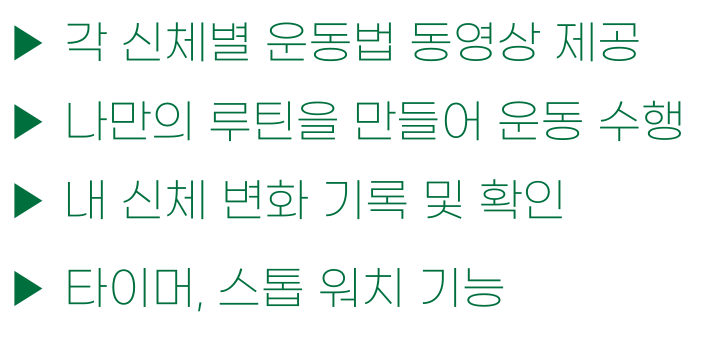 ▶ 각 신체별 운동법 동영상 제공
▶ 나만의 루틴을 만들어 운동 수행
▶ 내 신체 변화 기록 및 확인
▶ 타이머, 스톱 워치 기능